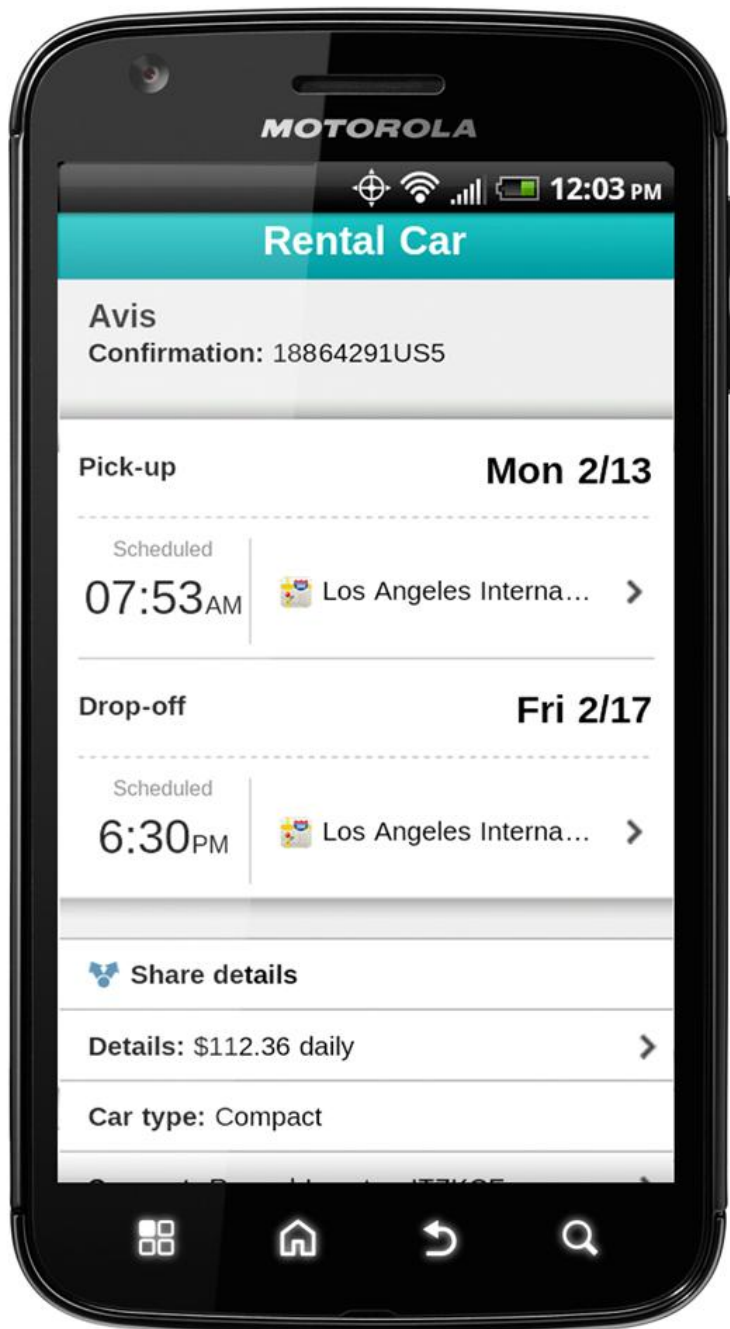 MOTOROLA
12:03 PM
Rental Car
Avis
Confirmation: 18864291US5
Pick-up Mon 2/13
Scheduled
07:53AM Los Angeles Interna...
Drop-off Fri 2/17
Scheduled
6:30PM Los Angeles Interna...
Share details
Details: $112.36 daily
Car type: Compact